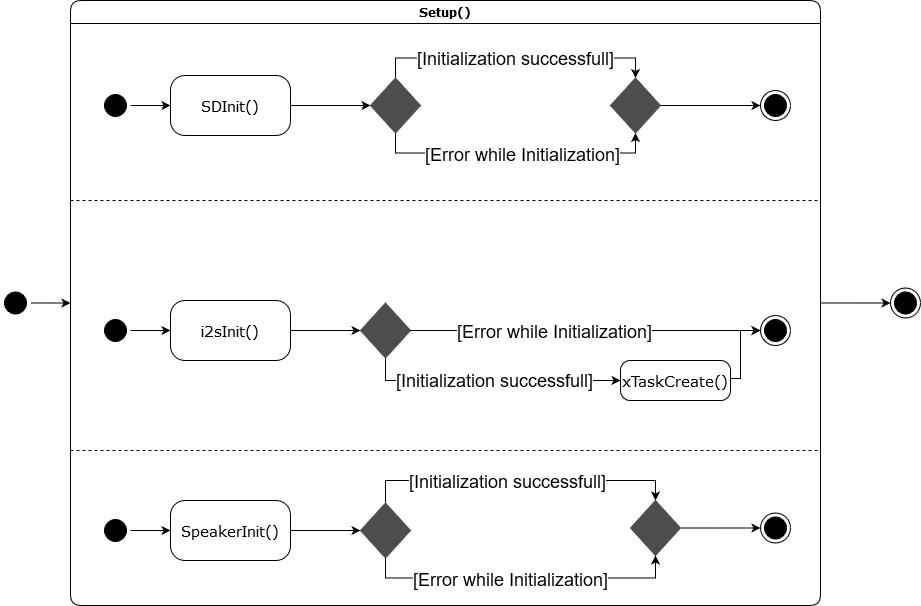 Setup()
[Initialization successfull]
SDInit()
[Error while Initialization]
i2sInit()
[Error while Initialization]
[Initialization successfull]
xTaskCreate()
[Initialization successfull]
SpeakerInit()
[Error while Initialization]